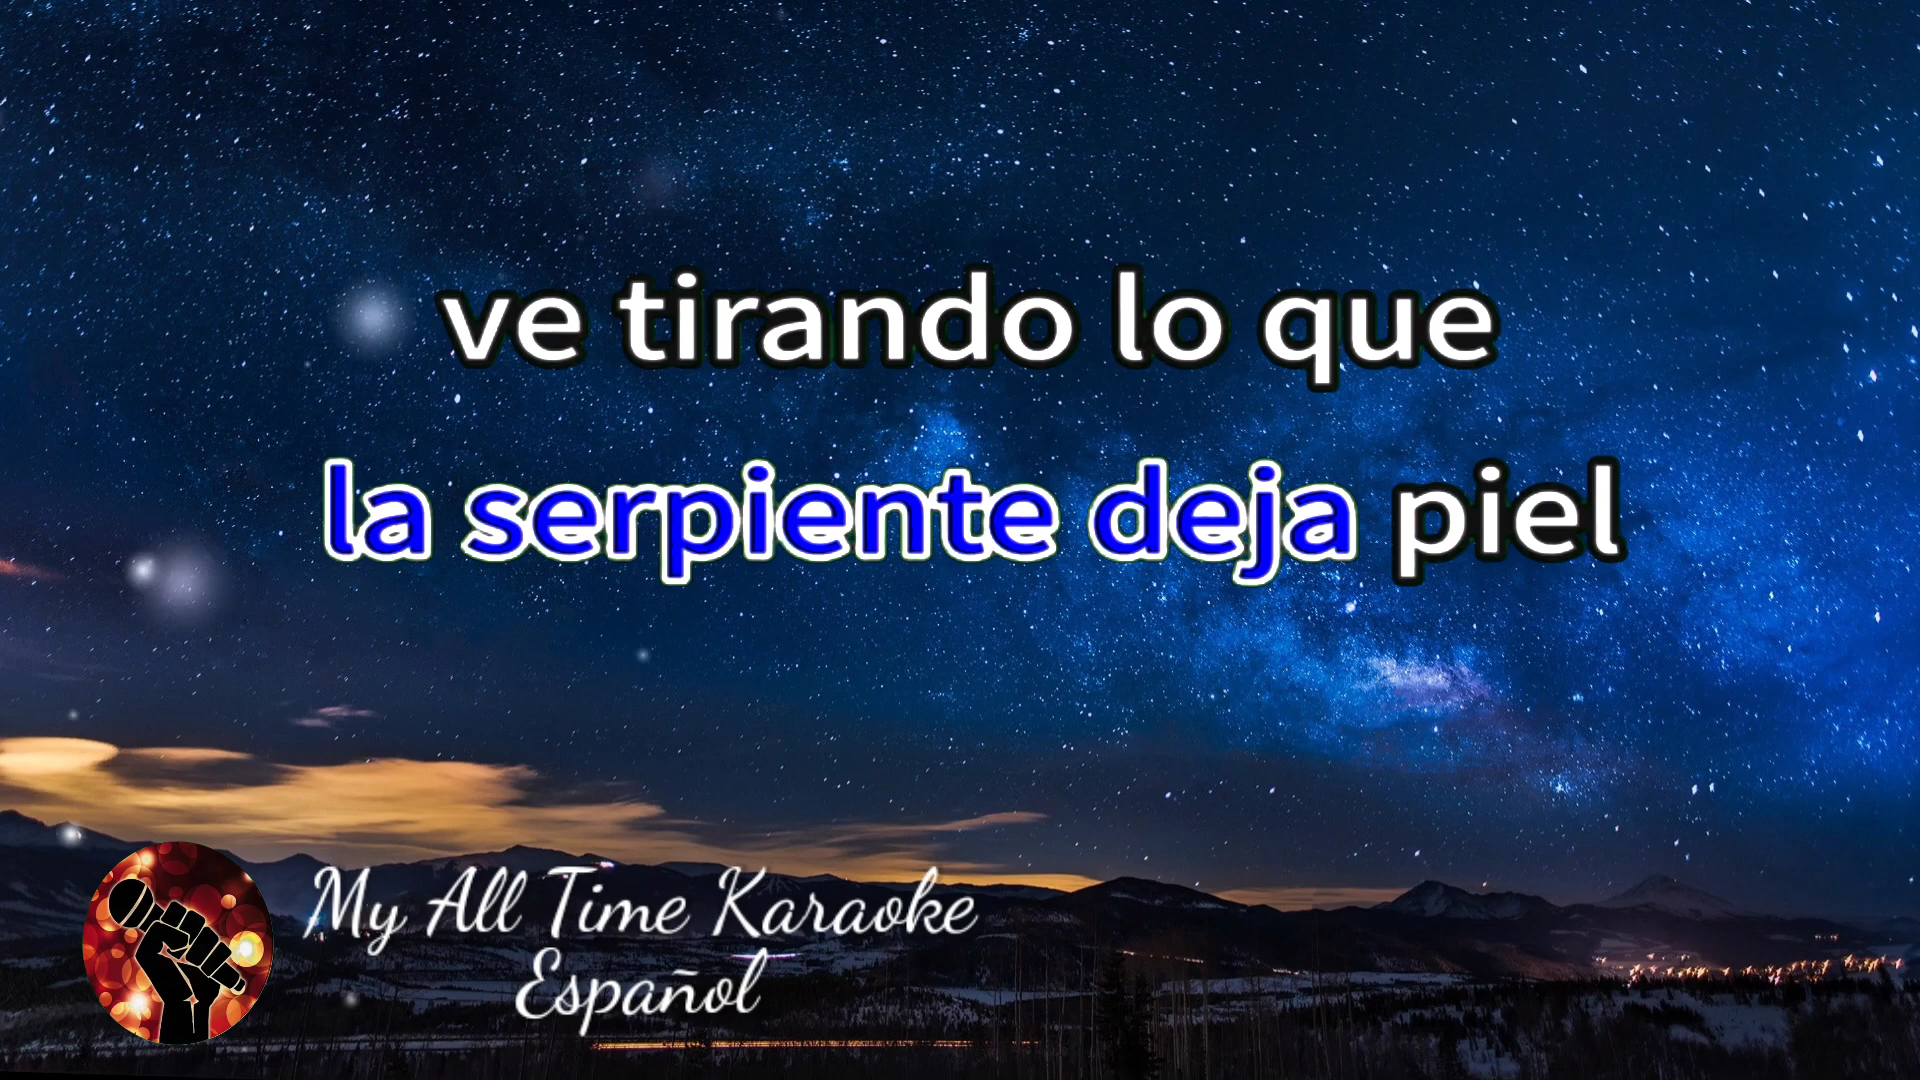 ve tirando lo que
la serpiente deja piel
My All Time Karaoke
Español